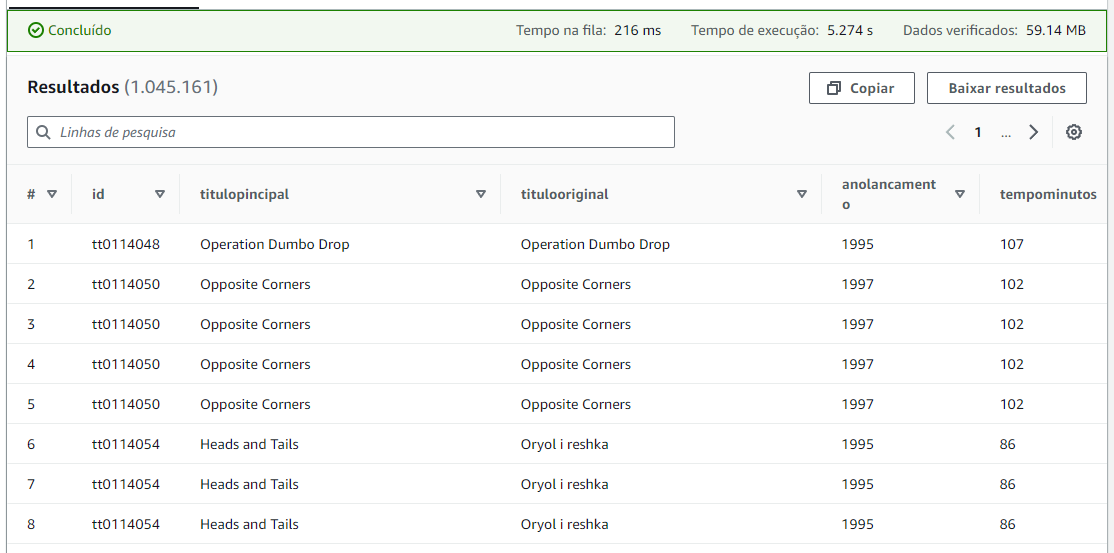 Concluído Tempo na fila: 216 ms Tempo de execução: 5.274 s Dados verificados: 59.14 MB
Resultados (1.045.161) Copiar Baixar resultados
Linhas de pesquisa 1 ...
# id titulopincipal titulooriginal anolancament
o tempominutos
1 tt0114048 Operation Dumbo Drop Operation Dumbo Drop 1995 107
2 tt0114050 Opposite Corners Opposite Corners 1997 102
3 tt0114050 Opposite Corners Opposite Corners 1997 102
4 tt0114050 Opposite Corners Opposite Corners 1997 102
5 tt0114050 Opposite Corners Opposite Corners 1997 102
6 tt0114054 Heads and Tails Oryol i reshka 1995 86
7 tt0114054 Heads and Tails Oryol i reshka 1995 86
8 tt0114054 Heads and Tails Oryol i reshka 1995 86